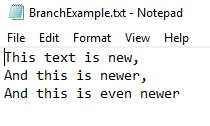 BranchExample.txt - Notepad
File Edit Format View Help
This text is new,
And this is newer,
And this is even newer